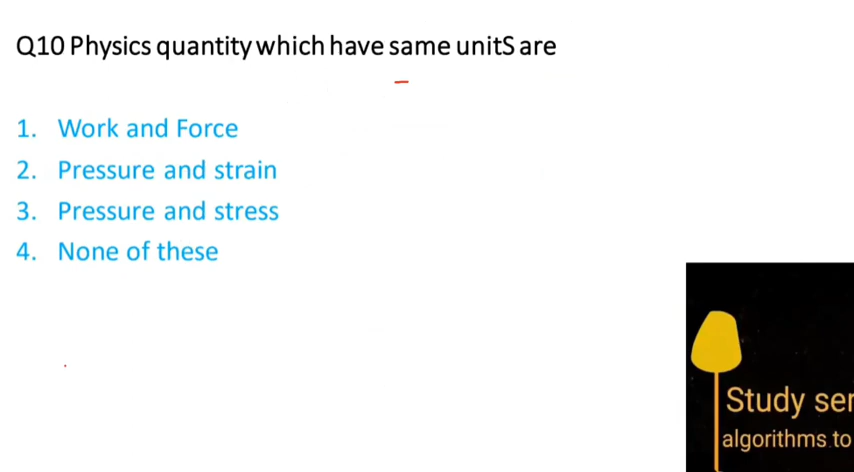 Q10 Physics quantity which have same unitS are
1. Work and Force
2. Pressure and strain
3. Pressure and stress
4. None of these
Study
algorithms to